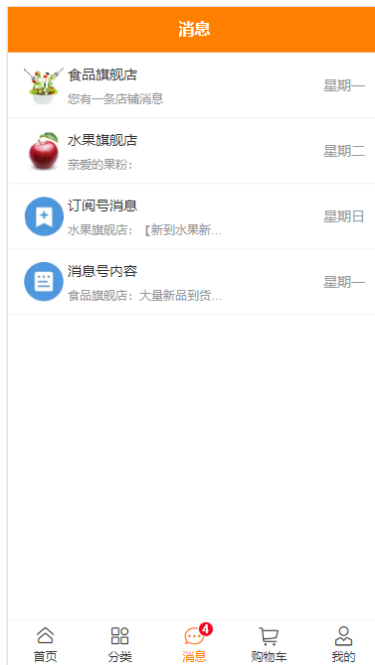 消息
食品旗舰店
星期一
您有一条店铺消息
水果旗舰店
星期二
亲爱的果粉：
订阅号消息
星期日
水果旗舰店：【新到水果新...
消息号内容
星期一
食品旗舰店：大量新品到货...
4
首页 分类 消息 购物车 我的